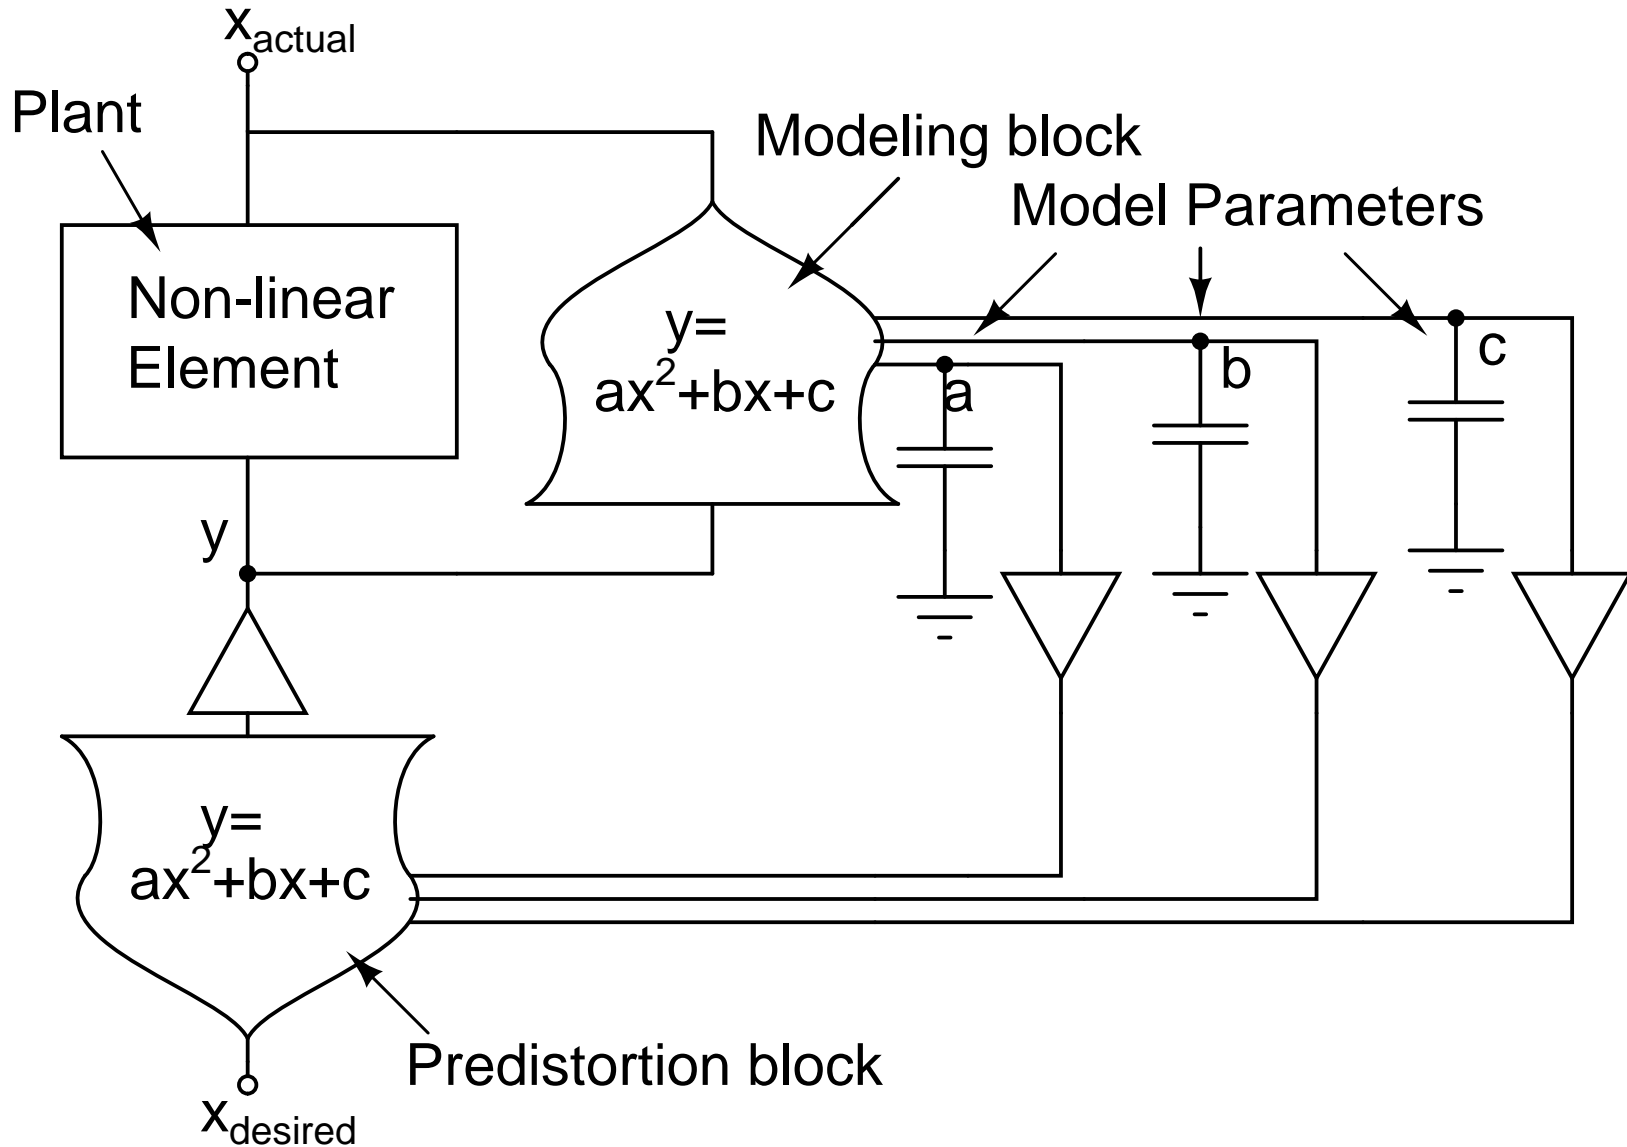 x_actual
Plant
Modeling block
Model Parameters
Non-linear
Element
y=
ax²+bx+c
a
b
c
y
y=
ax²+bx+c
Predistortion block
x_desired